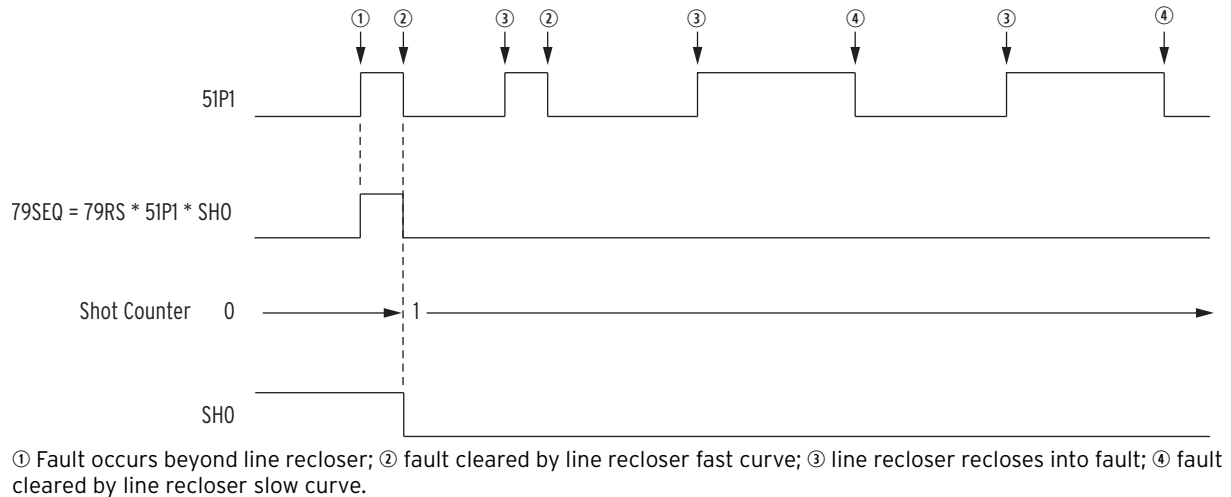 ① ② ③ ② ③ ④ ③ ④
51P1
79SEQ = 79RS * 51P1 * SH0
Shot Counter 0 1
SH0
① Fault occurs beyond line recloser; ② fault cleared by line recloser fast curve; ③ line recloser recloses into fault; ④ fault
cleared by line recloser slow curve.